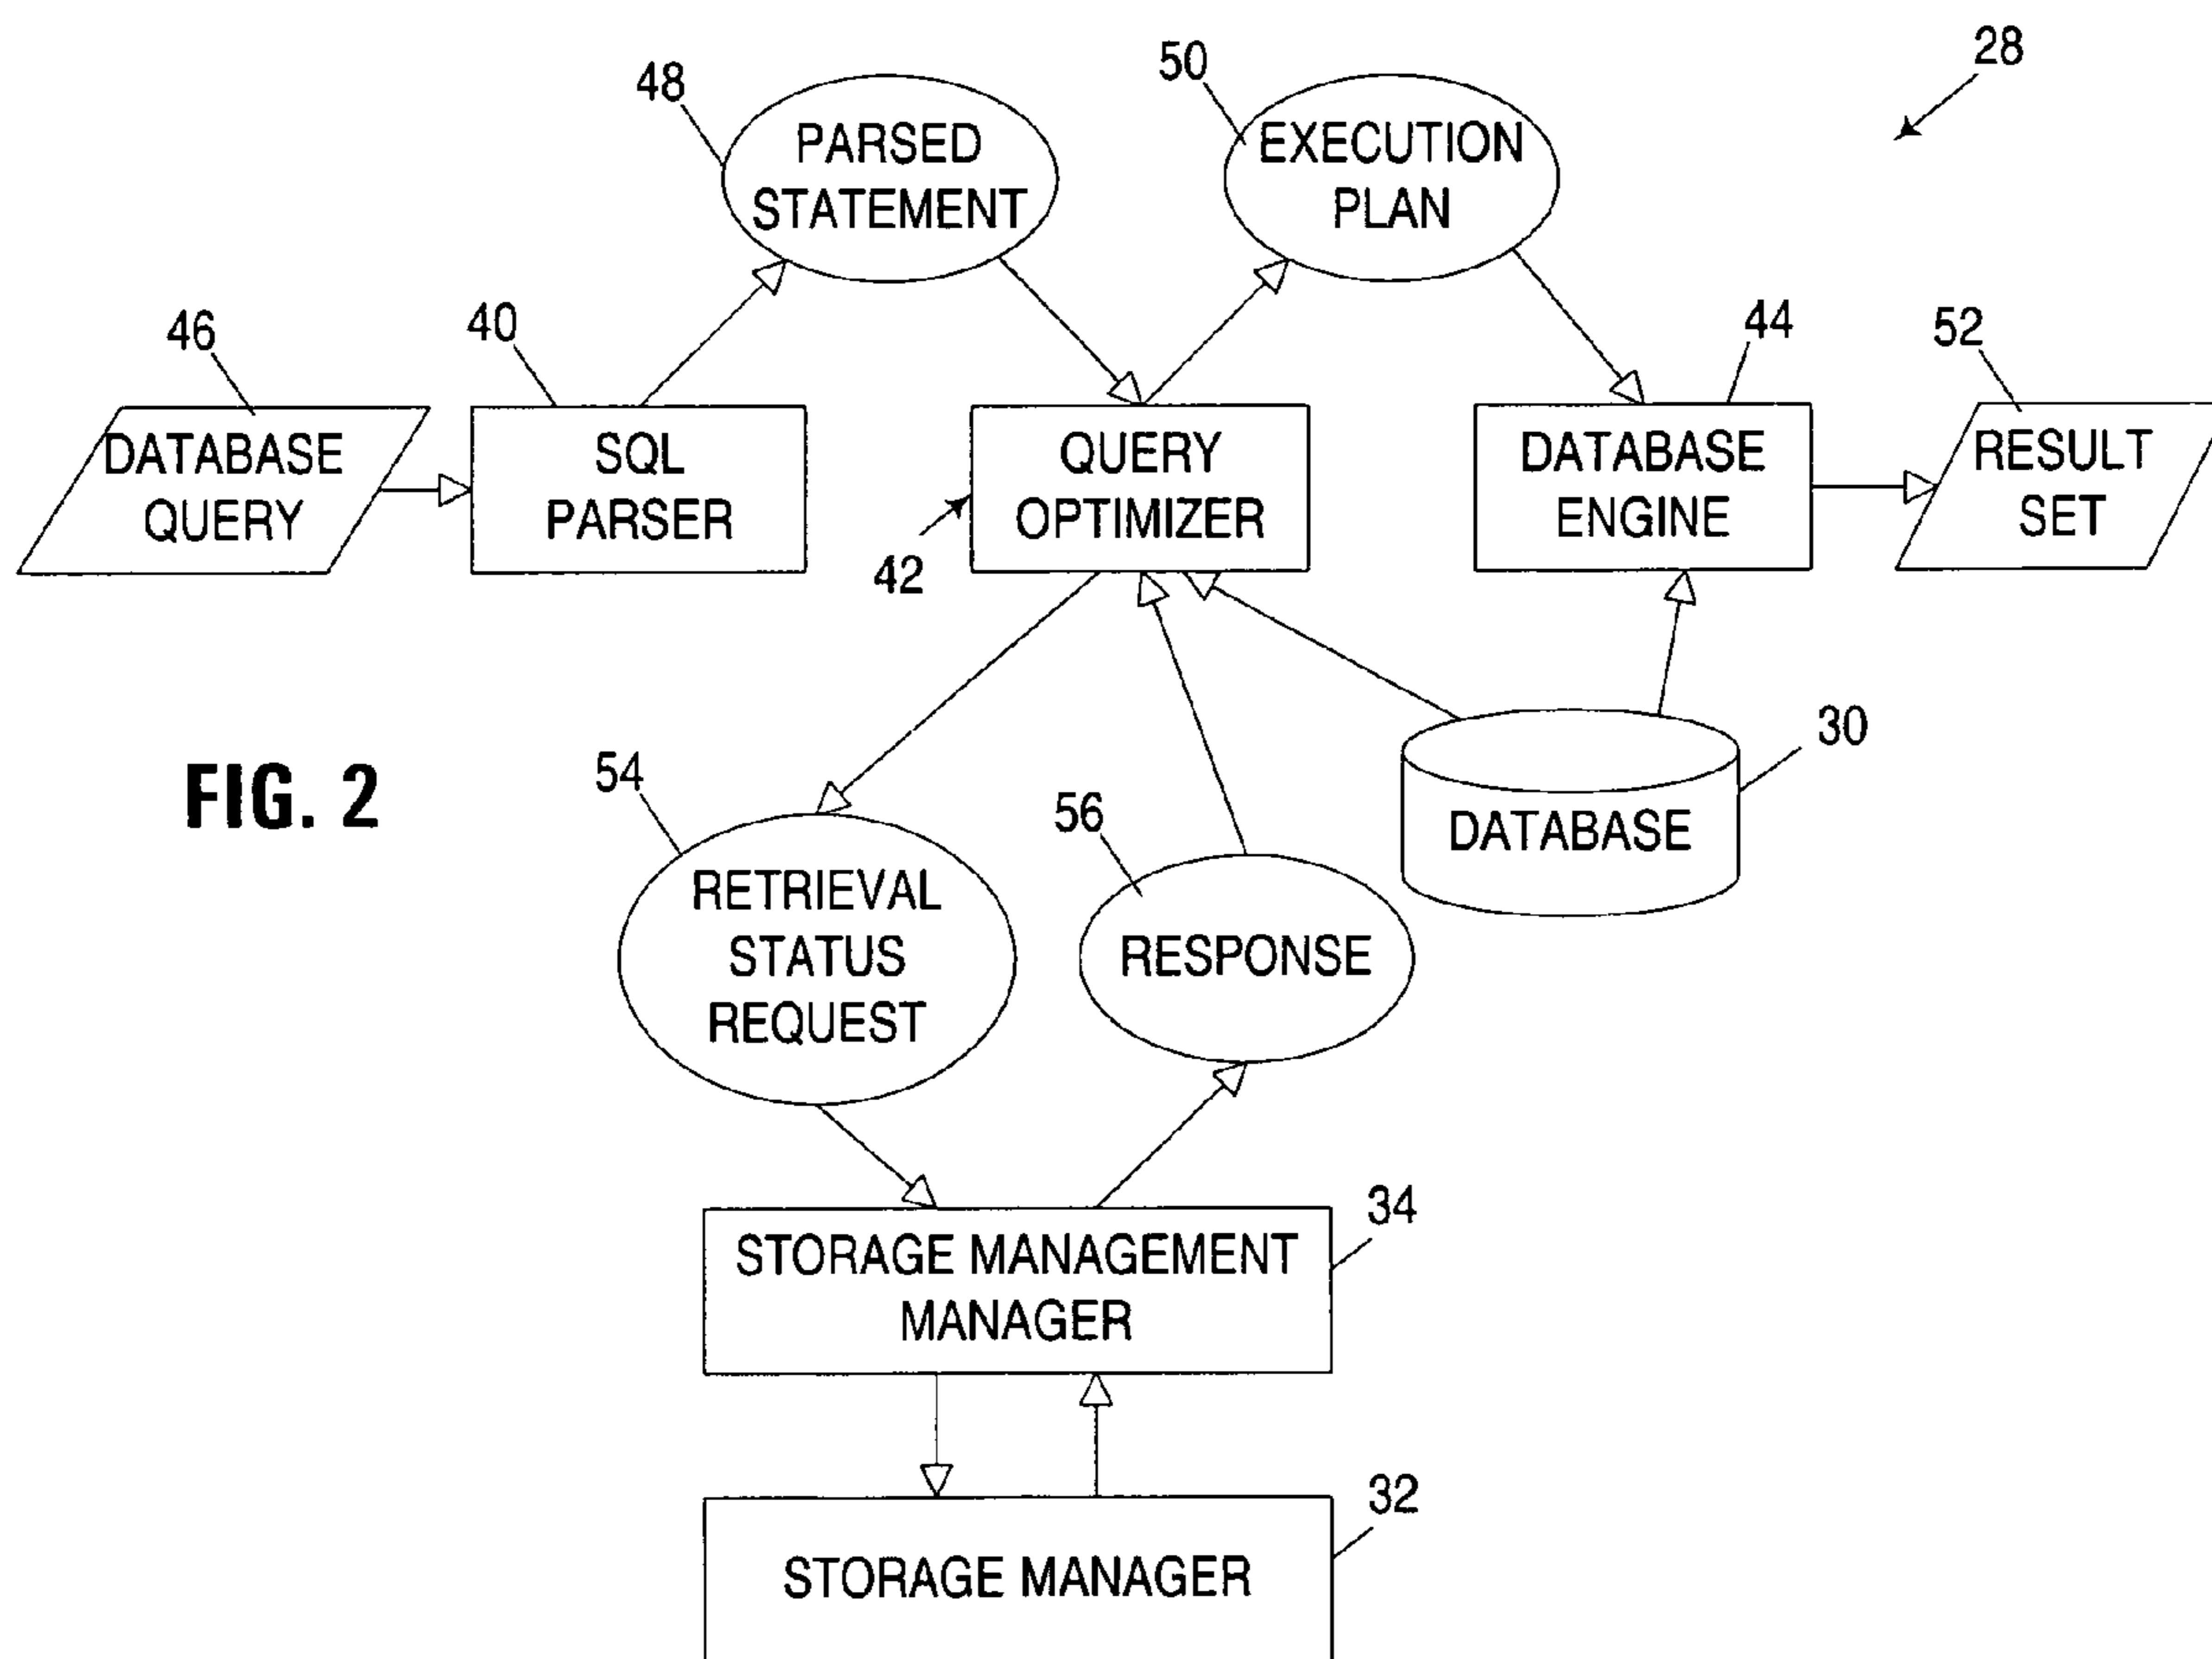 28
48
50
PARSED
STATEMENT
EXECUTION
PLAN
46
40
44
52
DATABASE
QUERY
SQL
PARSER
QUERY
OPTIMIZER
42
DATABASE
ENGINE
RESULT
SET
FIG. 2
54
56
30
RETRIEVAL
STATUS
REQUEST
RESPONSE
DATABASE
34
STORAGE MANAGEMENT
MANAGER
32
STORAGE MANAGER